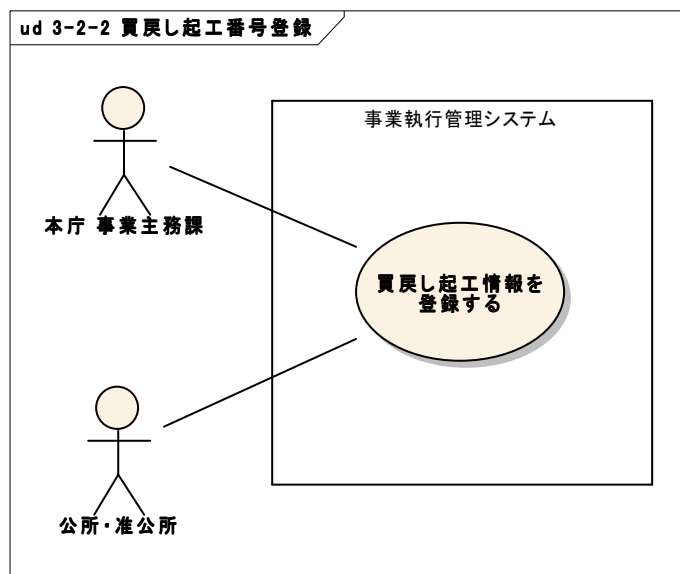 ud 3-2-2 買戻し起工番号登録
事業執行管理システム
本庁 事業主務課
買戻し起工情報を
登録する
公所・准公所